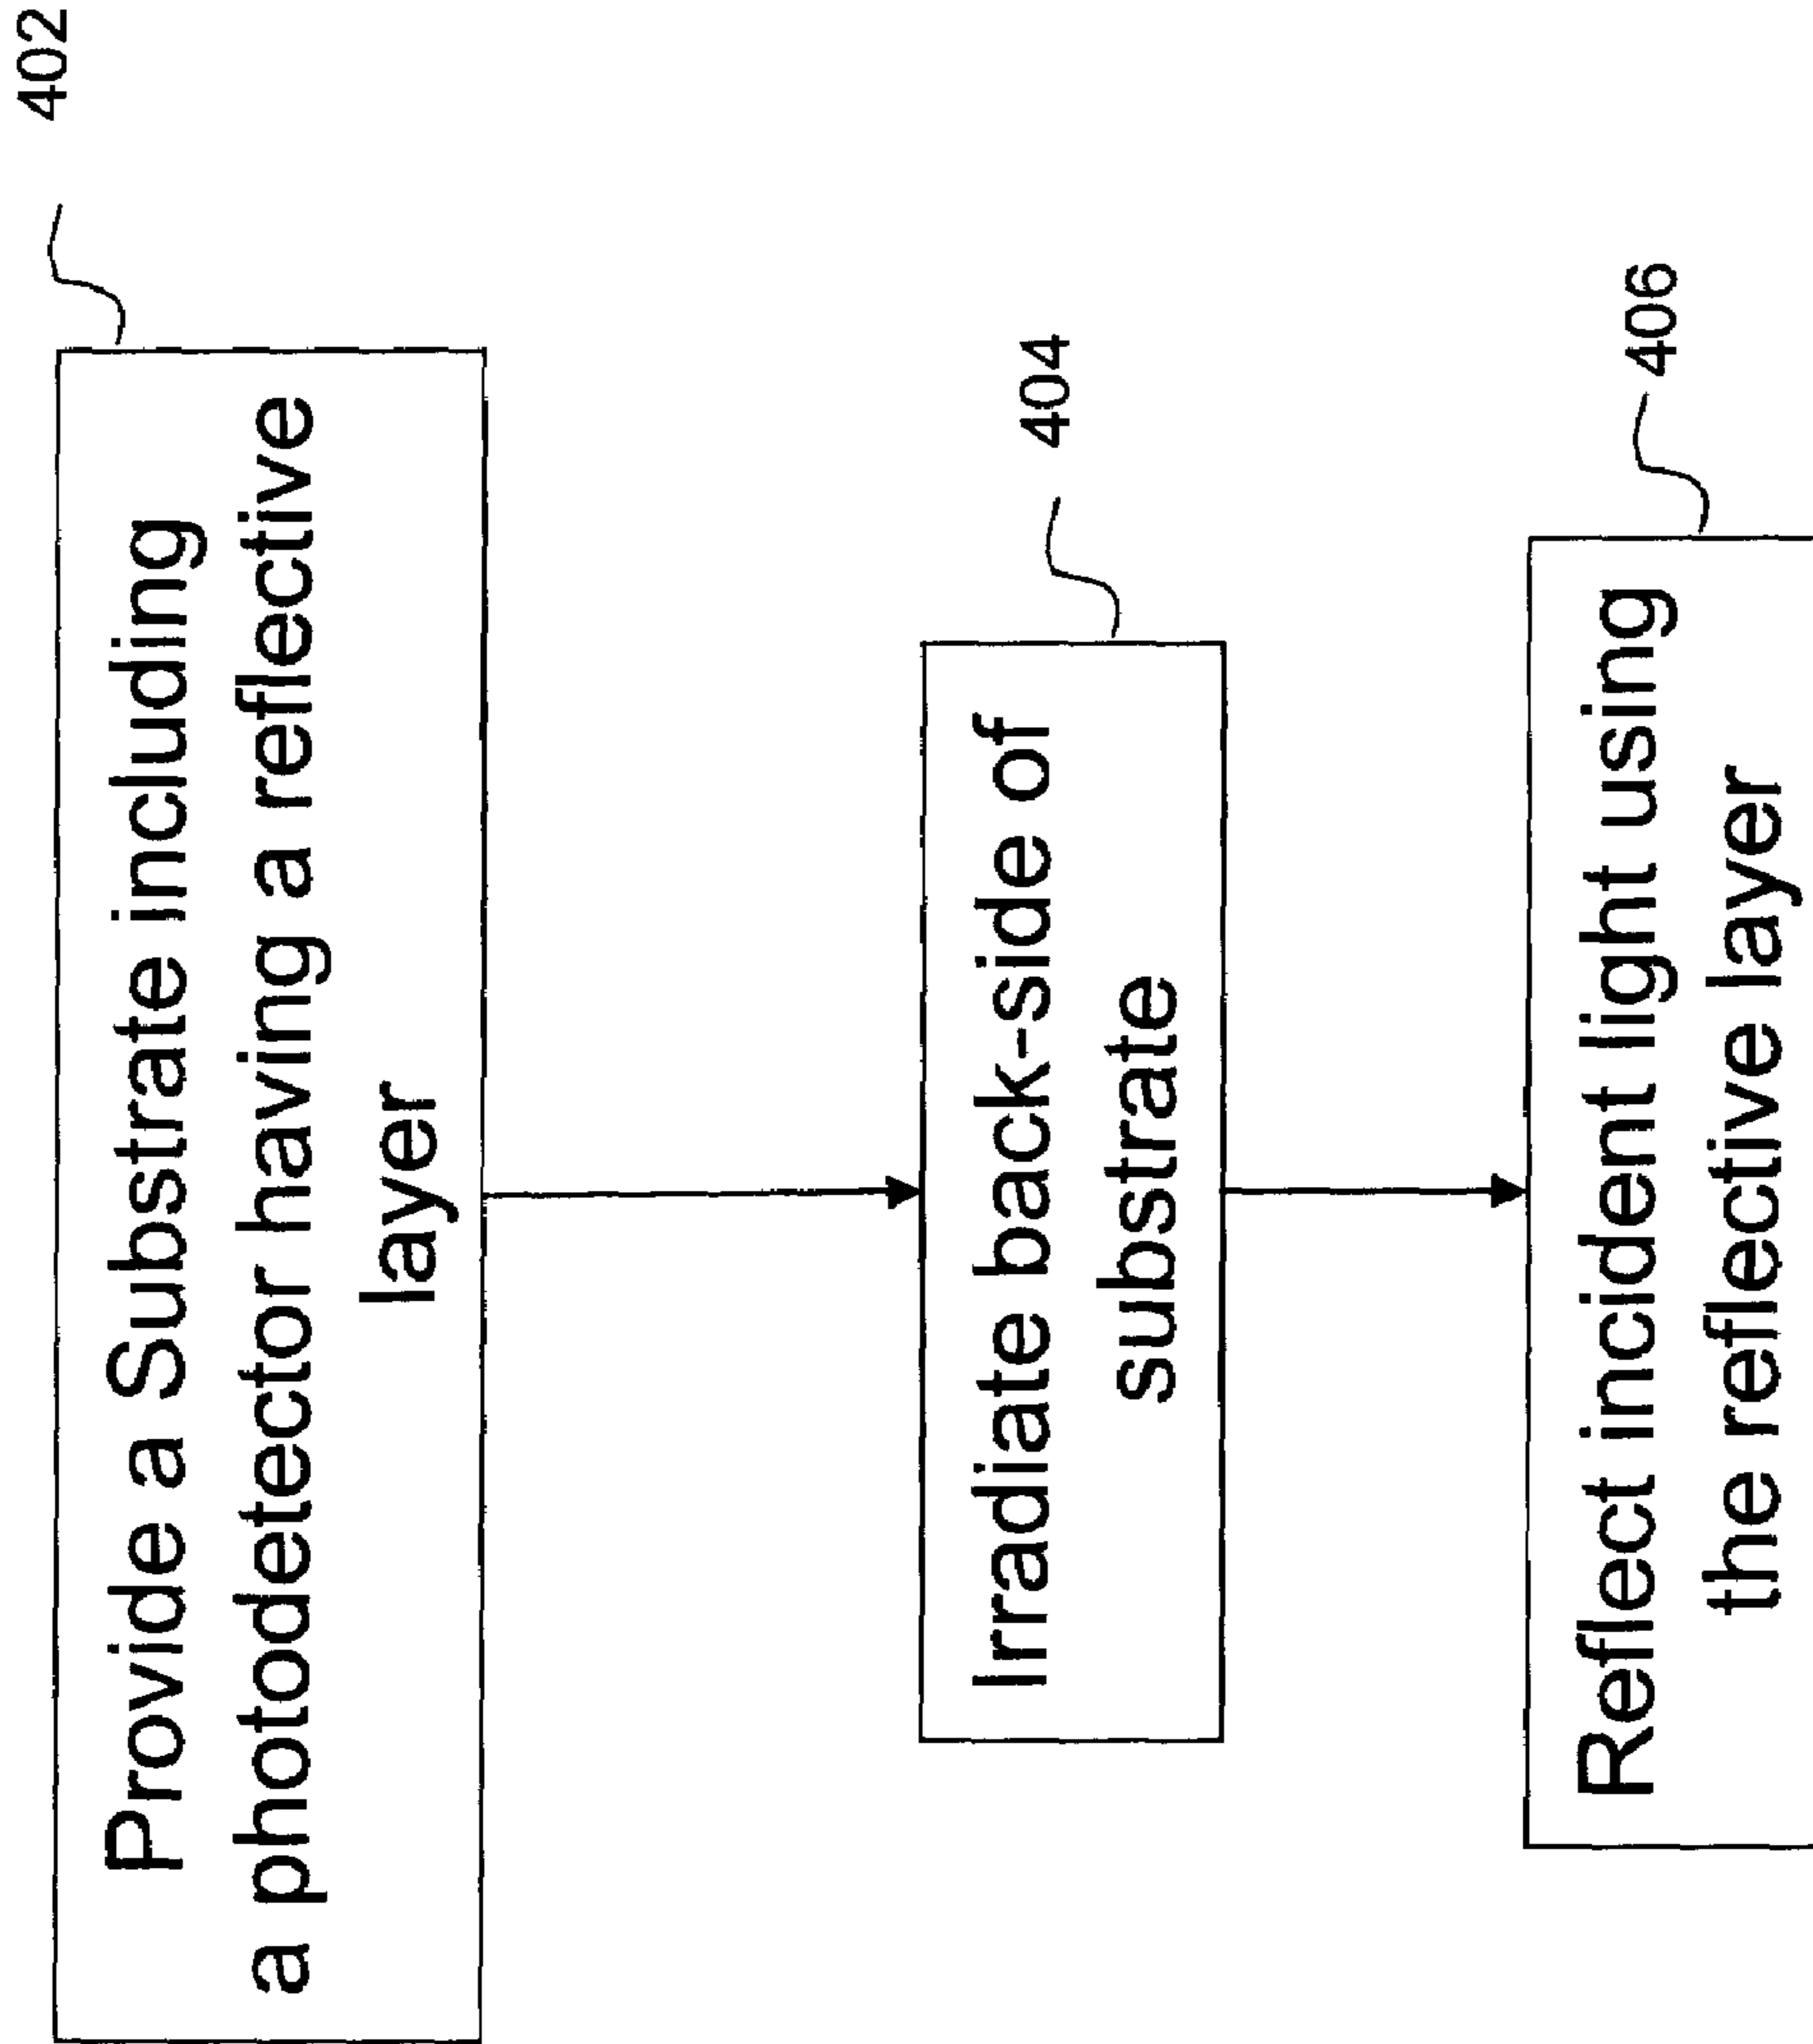 402
Provide a Substrate including
a photodetector having a reflective
layer
404
Irradiate back-side of
substrate
406
Reflect incident light using
the reflective layer